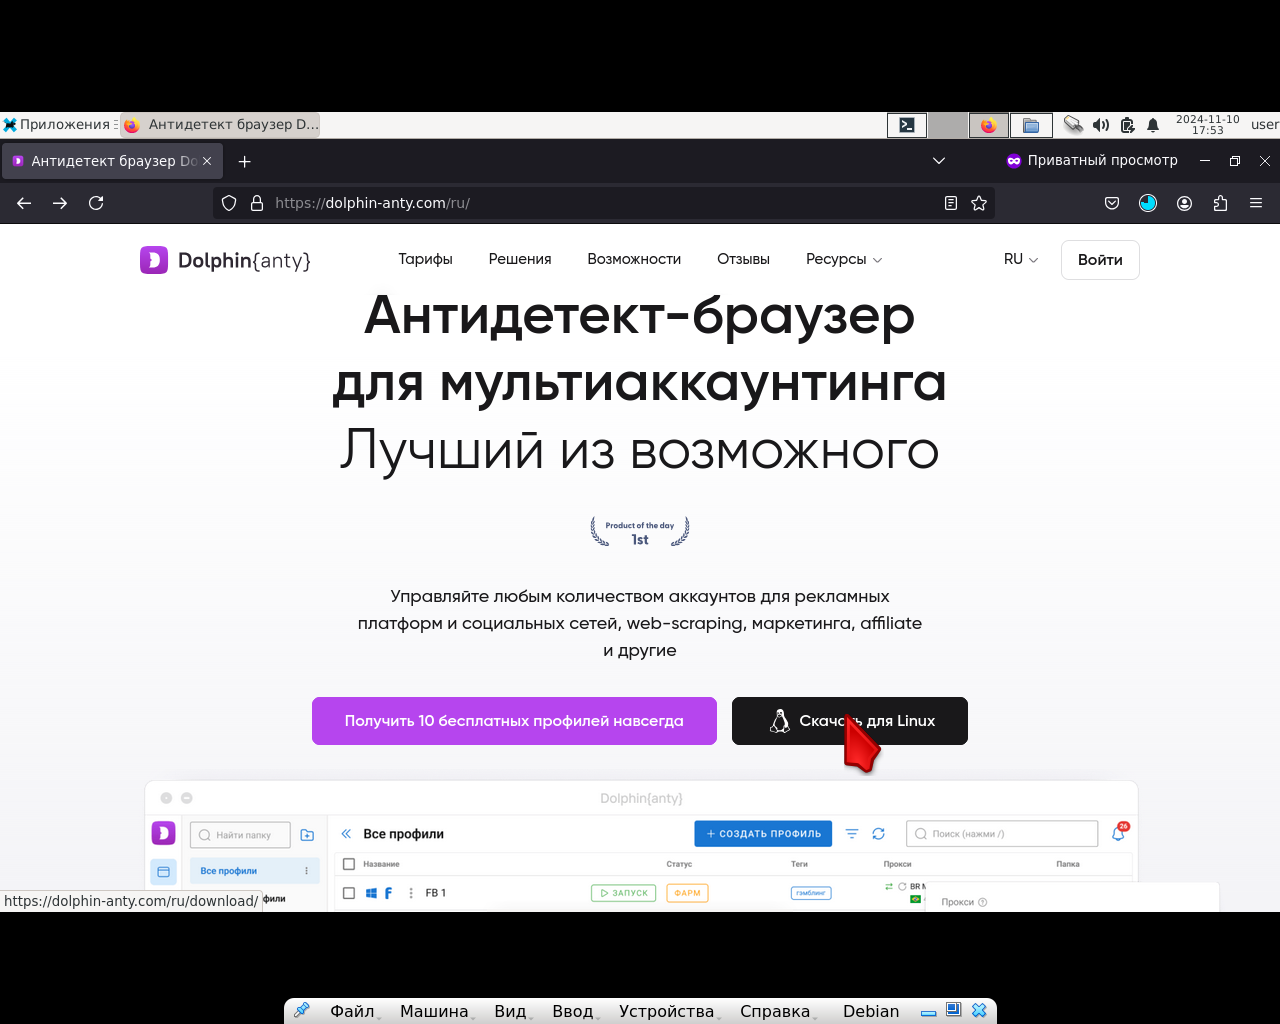 Приложения
Антидетект браузер D...
2024-11-10
17:53
user
Антидетект браузер Do
Приватный просмотр
https://dolphin-anty.com/ru/
Dolphin{anty}
Тарифы
Решения
Возможности
Отзывы
Ресурсы
RU
Войти
Антидетект-браузер
для мультиаккаунтинга
Лучший из возможного
Product of the day
1st
Управляйте любым количеством аккаунтов для рекламных
платформ и социальных сетей, web-scraping, маркетинга, affiliate
и другие
Получить 10 бесплатных профилей навсегда
Скачать для Linux
Dolphin{anty}
Найти папку
Все профили
+ СОЗДАТЬ ПРОФИЛЬ
Поиск (нажми /)
26
Все профили
Название
Статус
Теги
Прокси
Папка
FB 1
ЗАПУСК
ФАРМ
гэмблинг
BR
Прокси
https://dolphin-anty.com/ru/download/
фили
Файл
Машина
Вид
Ввод
Устройства
Справка
Debian